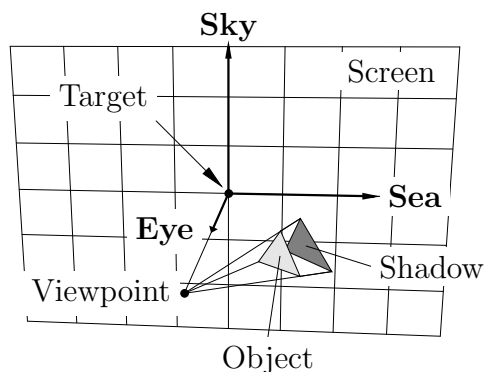 Sky
Screen
Target
Sea
Eye
Shadow
Viewpoint
Object